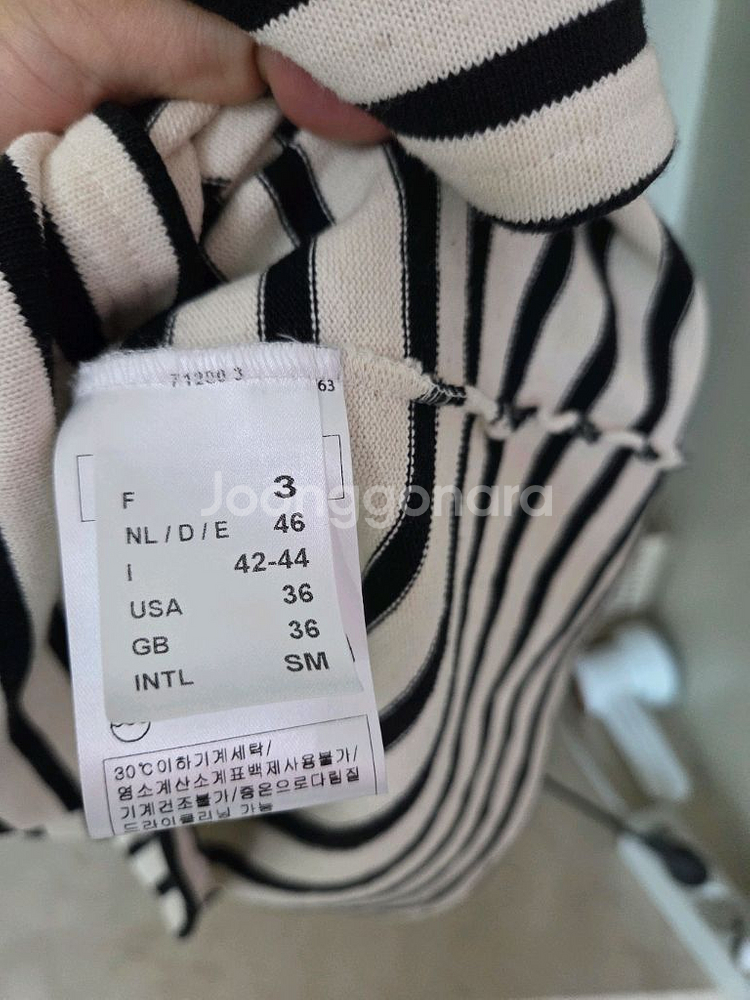 71200 3
63
Joonggonara
F 3
NL / D / E 46
I 42-44
USA 36
GB 36
INTL SM
30℃이하기계세탁/
염소계산소계표백제사용불가/
기계건조불가/중온으로다림질
드라이클리닝 가능